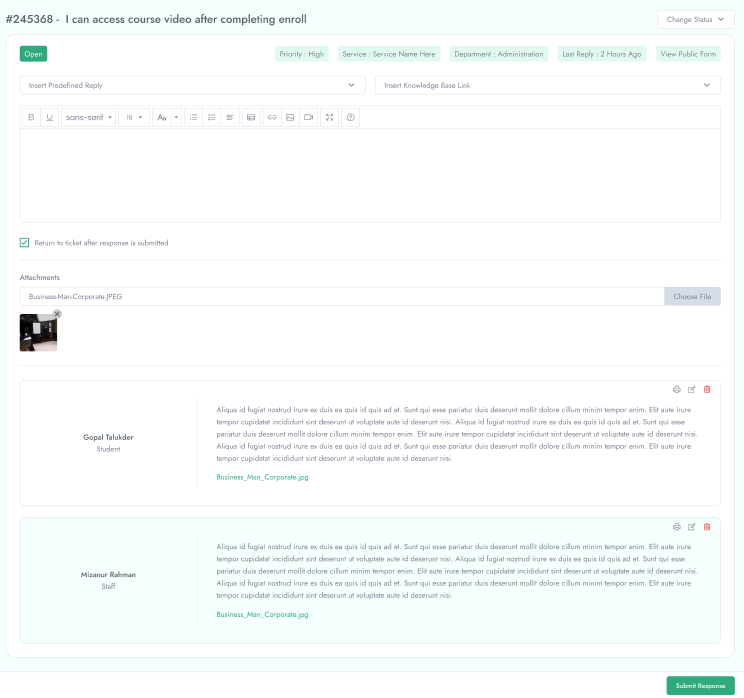 #245368 - I can access course video after completing enroll
Change Status
Open
Priority : High
Service : Service Name Here
Department : Administration
Last Reply : 2 Hours Ago
View Public Form
Insert Predefined Reply
Insert Knowledge Base Link
B U sans-serif 16 Aa
Return to ticket after response is submitted
Attachments
Business-Man-Corporate.JPEG
Choose File
Gopal Talukder
Student
Aliqua id fugiat nostrud irure ex duis ea quis id quis ad et. Sunt qui esse pariatur duis deserunt mollit dolore cillum minim tempor enim. Elit aute irure
tempor cupidatat incididunt sint deserunt ut voluptate aute id deserunt nisi. Aliqua id fugiat nostrud irure ex duis ea quis id quis ad et. Sunt qui esse
pariatur duis deserunt mollit dolore cillum minim tempor enim. Elit aute irure tempor cupidatat incididunt sint deserunt ut voluptate aute id deserunt nisi.
Aliqua id fugiat nostrud irure ex duis ea quis id quis ad et. Sunt qui esse pariatur duis deserunt mollit dolore cillum minim tempor enim. Elit aute irure
tempor cupidatat incididunt sint deserunt ut voluptate aute id deserunt nisi.
Business_Man_Corporate.jpg
Mizanur Rahman
Staff
Aliqua id fugiat nostrud irure ex duis ea quis id quis ad et. Sunt qui esse pariatur duis deserunt mollit dolore cillum minim tempor enim. Elit aute irure
tempor cupidatat incididunt sint deserunt ut voluptate aute id deserunt nisi. Aliqua id fugiat nostrud irure ex duis ea quis id quis ad et. Sunt qui esse
pariatur duis deserunt mollit dolore cillum minim tempor enim. Elit aute irure tempor cupidatat incididunt sint deserunt ut voluptate aute id deserunt nisi.
Aliqua id fugiat nostrud irure ex duis ea quis id quis ad et. Sunt qui esse pariatur duis deserunt mollit dolore cillum minim tempor enim. Elit aute irure
tempor cupidatat incididunt sint deserunt ut voluptate aute id deserunt nisi.
Business_Man_Corporate.jpg
Submit Response